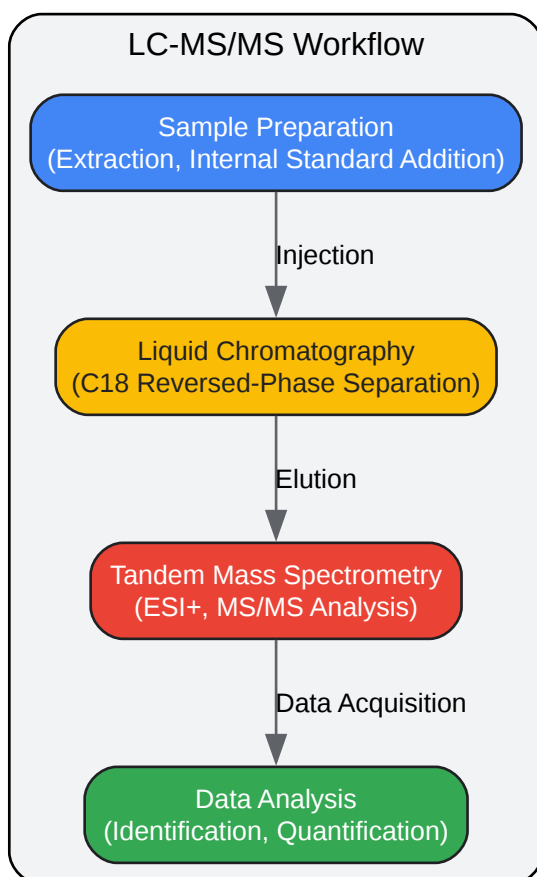 LC-MS/MS Workflow
Sample Preparation
(Extraction, Internal Standard Addition)
Injection
Liquid Chromatography
(C18 Reversed-Phase Separation)
Elution
Tandem Mass Spectrometry
(ESI+, MS/MS Analysis)
Data Acquisition
Data Analysis
(Identification, Quantification)